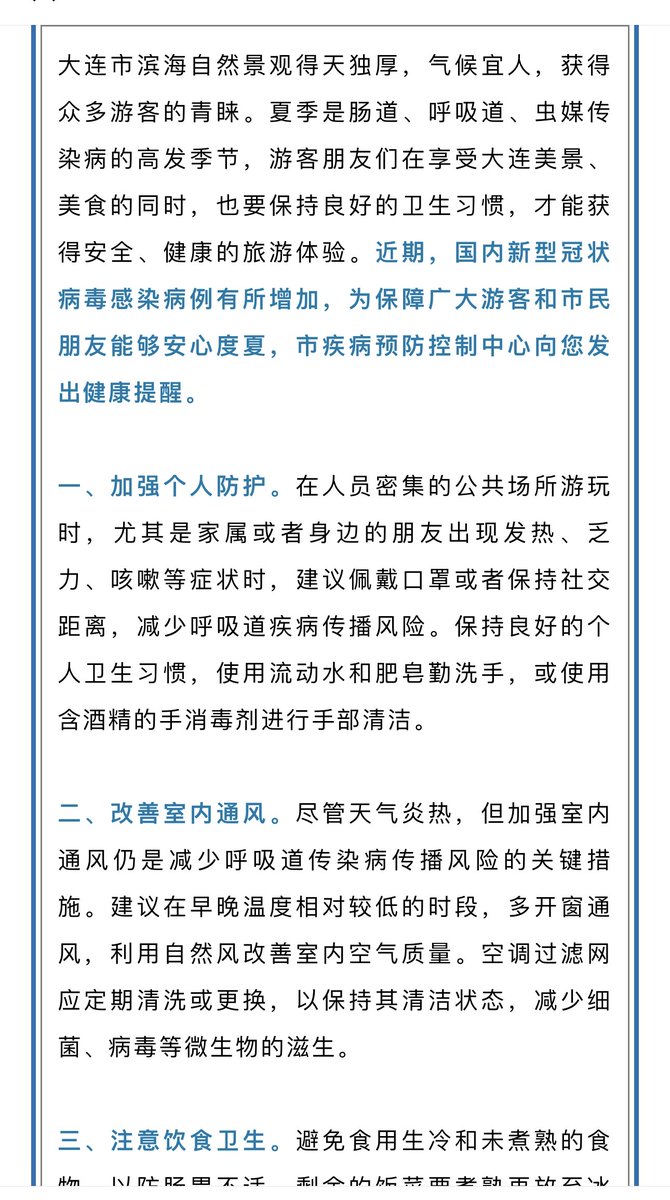 大连市滨海自然景观得天独厚，气候宜人，获得
众多游客的青睐。夏季是肠道、呼吸道、虫媒传
染病的高发季节，游客朋友们在享受大连美景、
美食的同时，也要保持良好的卫生习惯，才能获
得安全、健康的旅游体验。近期，国内新型冠状
病毒感染病例有所增加，为保障广大游客和市民
朋友能够安心度夏，市疾病预防控制中心向您发
出健康提醒。
一、加强个人防护。在人员密集的公共场所游玩
时，尤其是家属或者身边的朋友出现发热、乏
力、咳嗽等症状时，建议佩戴口罩或者保持社交
距离，减少呼吸道疾病传播风险。保持良好的个
人卫生习惯，使用流动水和肥皂勤洗手，或使用
含酒精的手消毒剂进行手部清洁。
二、改善室内通风。尽管天气炎热，但加强室内
通风仍是减少呼吸道传染病传播风险的关键措
施。建议在早晚温度相对较低的时段，多开窗通
风，利用自然风改善室内空气质量。空调过滤网
应定期清洗或更换，以保持其清洁状态，减少细
菌、病毒等微生物的滋生。
三、注意饮食卫生。避免食用生冷和未煮熟的食
物，以防肠胃不适。剩余的饭菜要煮熟再放至冰